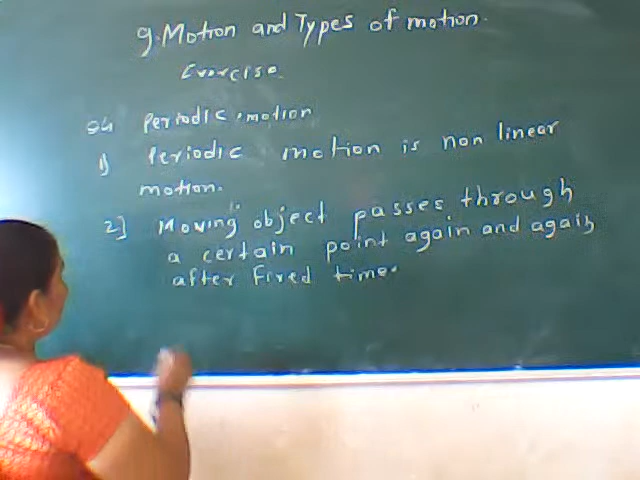 9. Motion and Types of motion.
Exercise
Q4 Periodic motion
1) Periodic motion is non linear
motion.
2] Moving object passes through
a certain point again and again
after Fixed time.